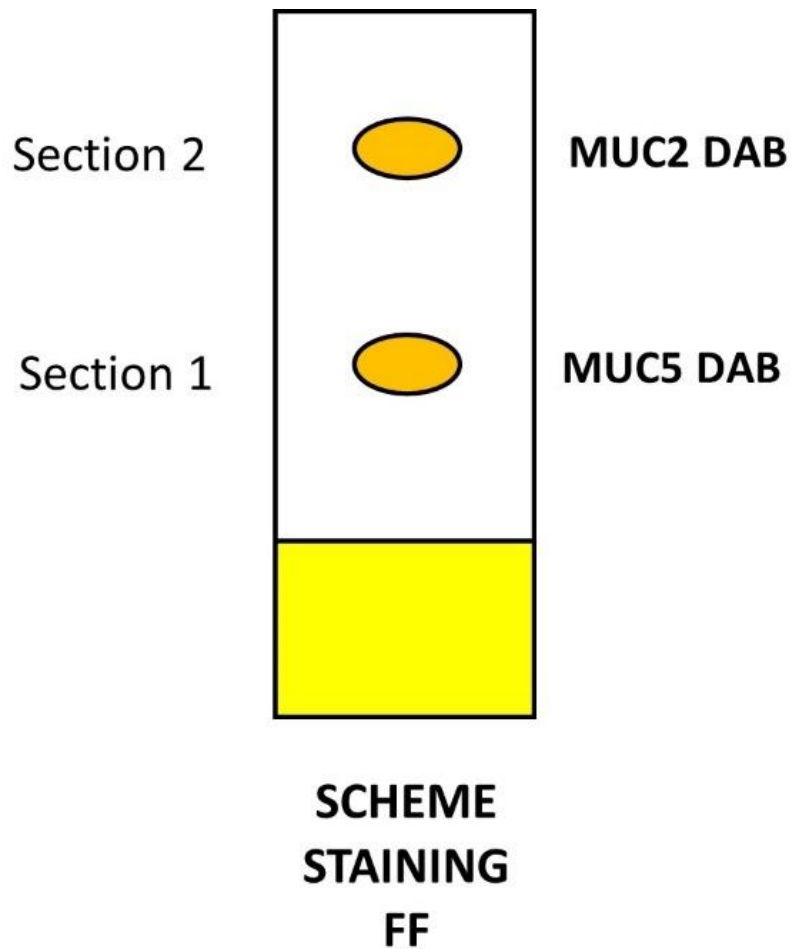 Section 2
MUC2 DAB
Section 1
MUC5 DAB
SCHEME
STAINING
FF